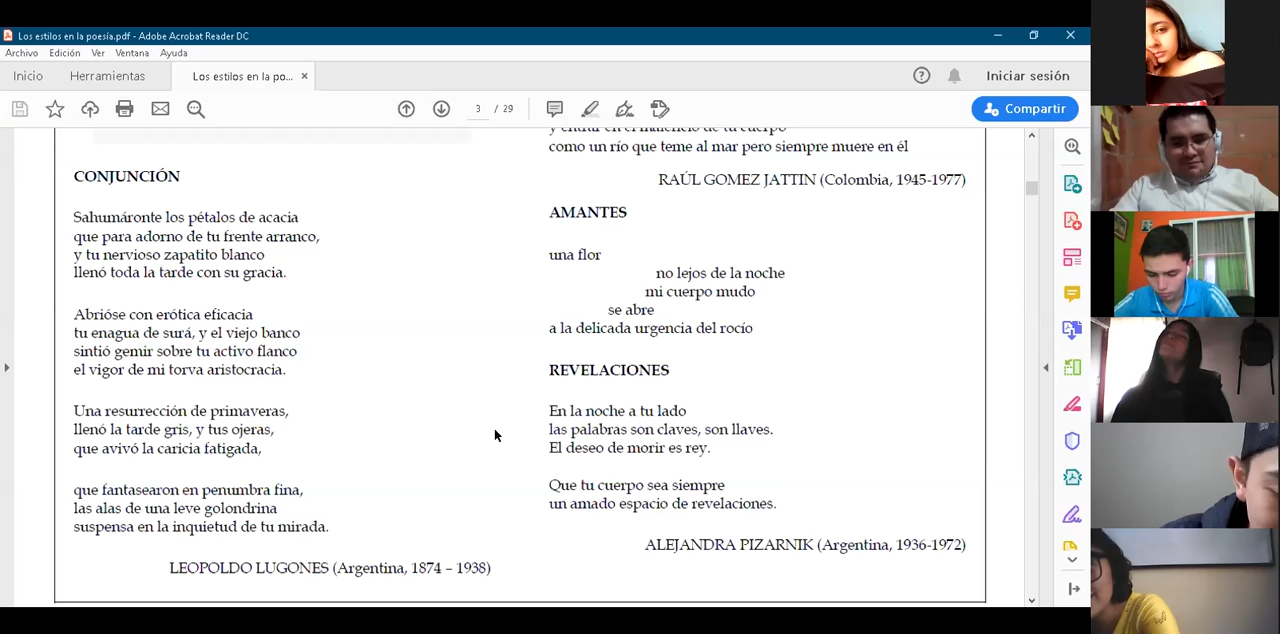 Los estilos en la poesía.pdf - Adobe Acrobat Reader DC
Archivo Edición Ver Ventana Ayuda
Inicio Herramientas Los estilos en la po... × Iniciar sesión
3 / 29 Compartir
CONJUNCIÓN
Sahumáronte los pétalos de acacia
que para adorno de tu frente arranco,
y tu nervioso zapatito blanco
llenó toda la tarde con su gracia.
Abrióse con erótica eficacia
tu enagua de surá, y el viejo banco
sintió gemir sobre tu activo flanco
el vigor de mi torva aristocracia.
Una resurrección de primaveras,
llenó la tarde gris, y tus ojeras,
que avivó la caricia fatigada,
que fantasearon en penumbra fina,
las alas de una leve golondrina
suspensa en la inquietud de tu mirada.
LEOPOLDO LUGONES (Argentina, 1874 – 1938)
y entrar en el maleficio de tu cuerpo
como un río que teme al mar pero siempre muere en él
RAÚL GOMEZ JATTIN (Colombia, 1945-1977)
AMANTES
una flor
no lejos de la noche
mi cuerpo mudo
se abre
a la delicada urgencia del rocío
REVELACIONES
En la noche a tu lado
las palabras son claves, son llaves.
El deseo de morir es rey.
Que tu cuerpo sea siempre
un amado espacio de revelaciones.
ALEJANDRA PIZARNIK (Argentina, 1936-1972)